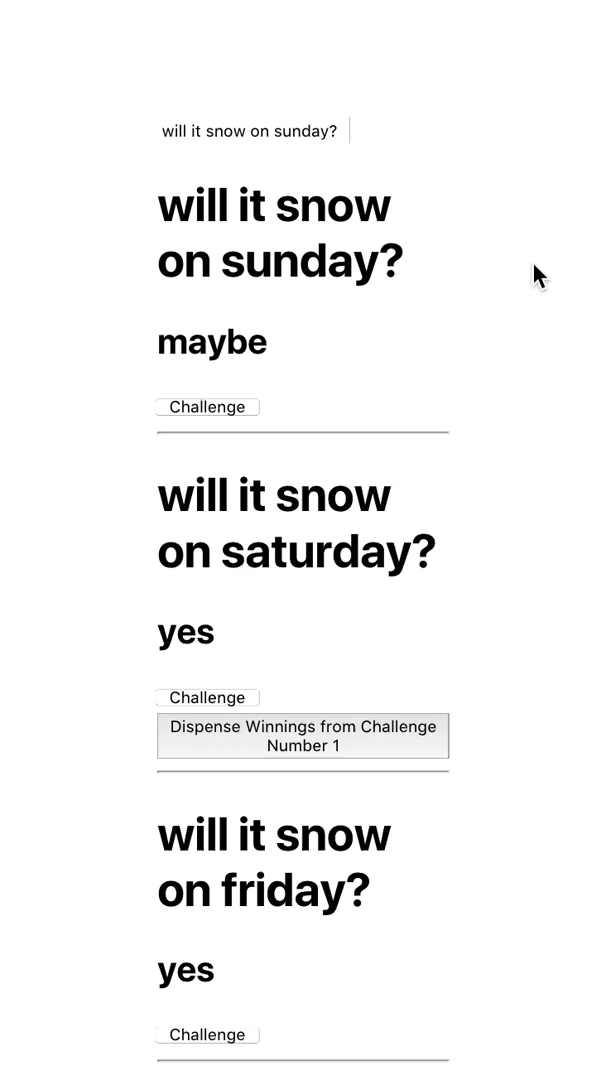 will it snow on sunday?
will it snow
on sunday?
maybe
Challenge
will it snow
on saturday?
yes
Challenge
Dispense Winnings from Challenge
Number 1
will it snow
on friday?
yes
Challenge